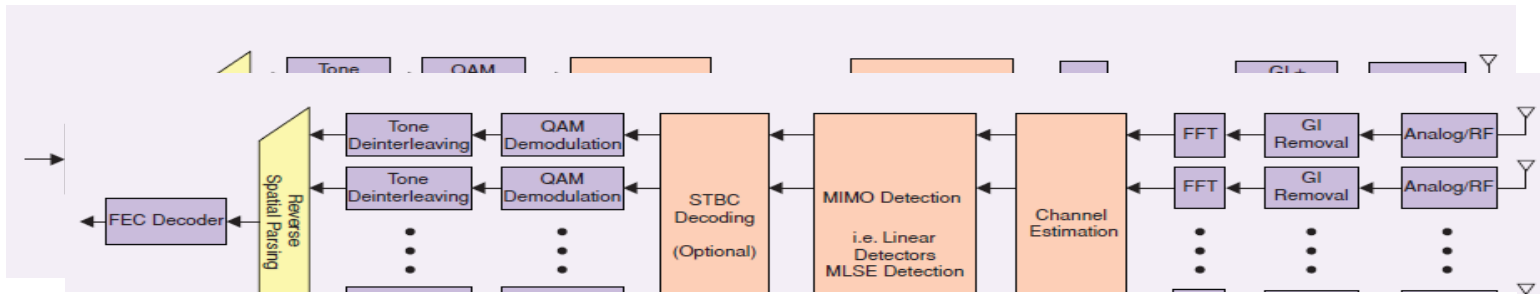 Tone
QAM
GI +
Tone
Deinterleaving
QAM
Demodulation
FFT
GI
Removal
Analog/RF
Tone
Deinterleaving
QAM
Demodulation
FFT
GI
Removal
Analog/RF
FEC Decoder
Reverse
Spatial Parsing
STBC
Decoding
(Optional)
MIMO Detection
i.e. Linear
Detectors
MLSE Detection
Channel
Estimation